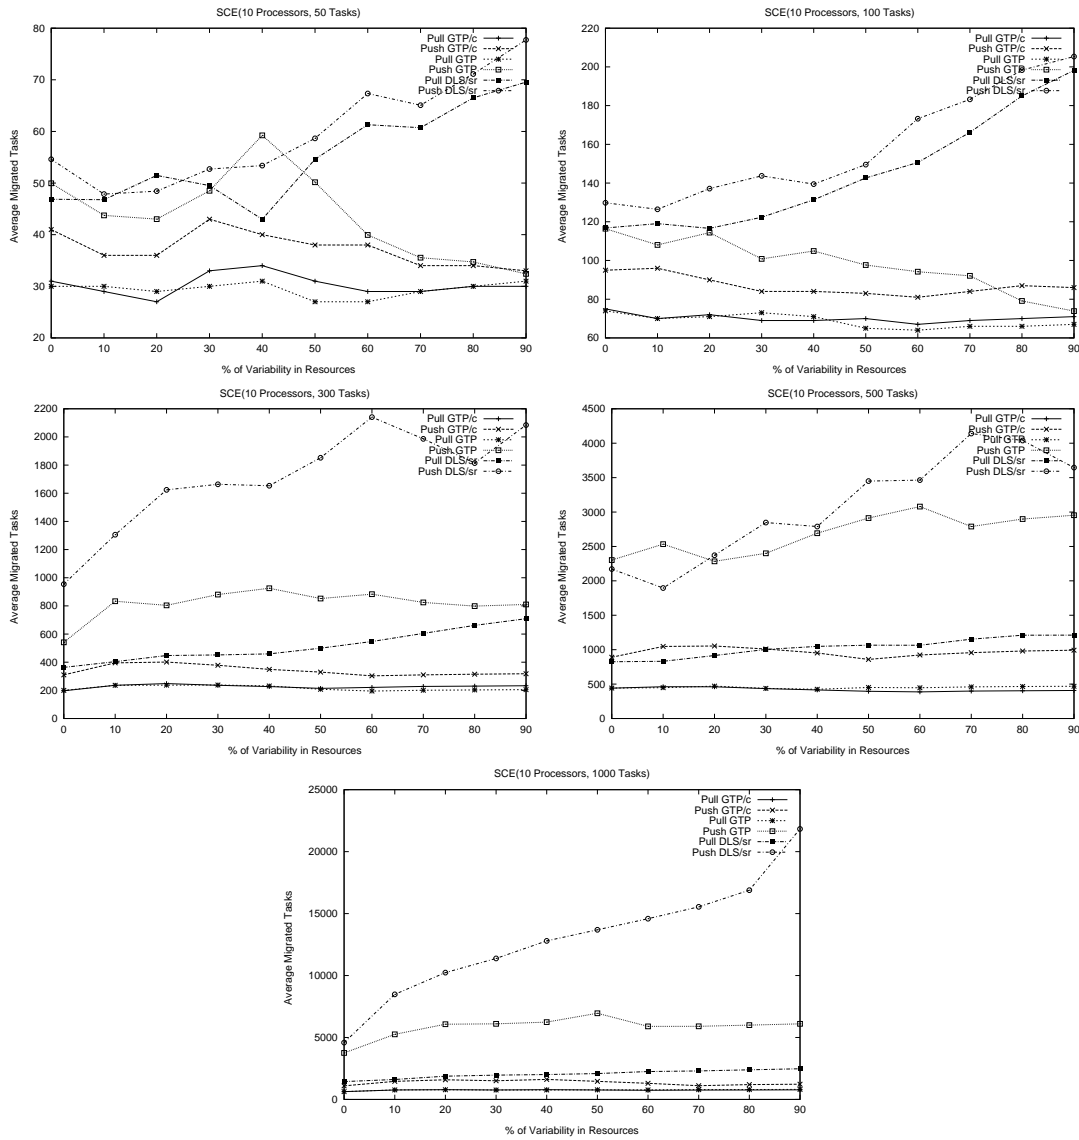 SCE(10 Processors, 50 Tasks)
80
70
60
50
40
30
20
0 10 20 30 40 50 60 70 80 90
Average Migrated Tasks
% of Variability in Resources
Pull GTP/c
Push GTP/c
Pull GTP
Push GTP
Pull DLS/sr
Push DLS/sr
SCE(10 Processors, 100 Tasks)
220
200
180
160
140
120
100
80
60
0 10 20 30 40 50 60 70 80 90
Average Migrated Tasks
% of Variability in Resources
Pull GTP/c
Push GTP/c
Pull GTP
Push GTP
Pull DLS/sr
Push DLS/sr
SCE(10 Processors, 300 Tasks)
2200
2000
1800
1600
1400
1200
1000
800
600
400
200
0
0 10 20 30 40 50 60 70 80 90
Average Migrated Tasks
% of Variability in Resources
Pull GTP/c
Push GTP/c
Pull GTP
Push GTP
Pull DLS/sr
Push DLS/sr
SCE(10 Processors, 500 Tasks)
4500
4000
3500
3000
2500
2000
1500
1000
500
0
0 10 20 30 40 50 60 70 80 90
Average Migrated Tasks
% of Variability in Resources
Pull GTP/c
Push GTP/c
Pull GTP
Push GTP
Pull DLS/sr
Push DLS/sr
SCE(10 Processors, 1000 Tasks)
25000
20000
15000
10000
5000
0
0 10 20 30 40 50 60 70 80 90
Average Migrated Tasks
% of Variability in Resources
Pull GTP/c
Push GTP/c
Pull GTP
Push GTP
Pull DLS/sr
Push DLS/sr